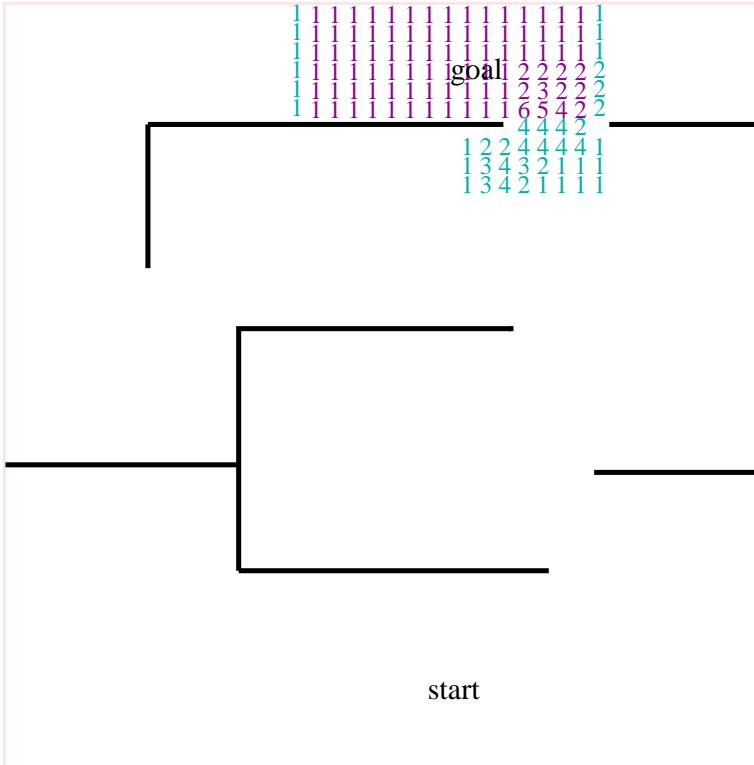 1 1 1 1 1 1 1 1 1 1 1 1 1 1 1 1 1
1 1 1 1 1 1 1 1 1 1 1 1 1 1 1 1 1
1 1 1 1 1 1 1 1 1 1 1 1 1 1 1 1 1
1 1 1 1 1 1 1 1 1 1 1 1 2 2 2 2 2
goal
1 1 1 1 1 1 1 1 1 1 1 1 2 3 2 2 2
1 1 1 1 1 1 1 1 1 1 1 1 6 5 4 2 2
4 4 4 2
1 2 2 4 4 4 4 1
1 3 4 3 2 1 1 1
1 3 4 2 1 1 1 1
start